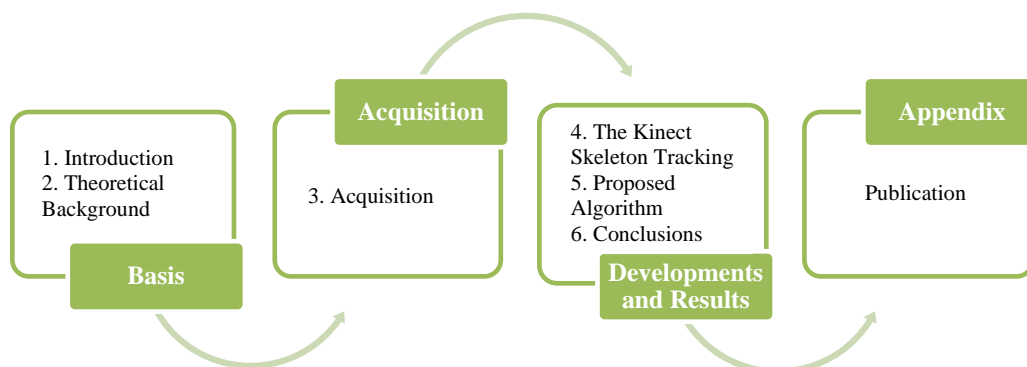 1. Introduction
2. Theoretical
Background
Basis
Acquisition
3. Acquisition
4. The Kinect
Skeleton Tracking
5. Proposed
Algorithm
6. Conclusions
Developments
and Results
Appendix
Publication